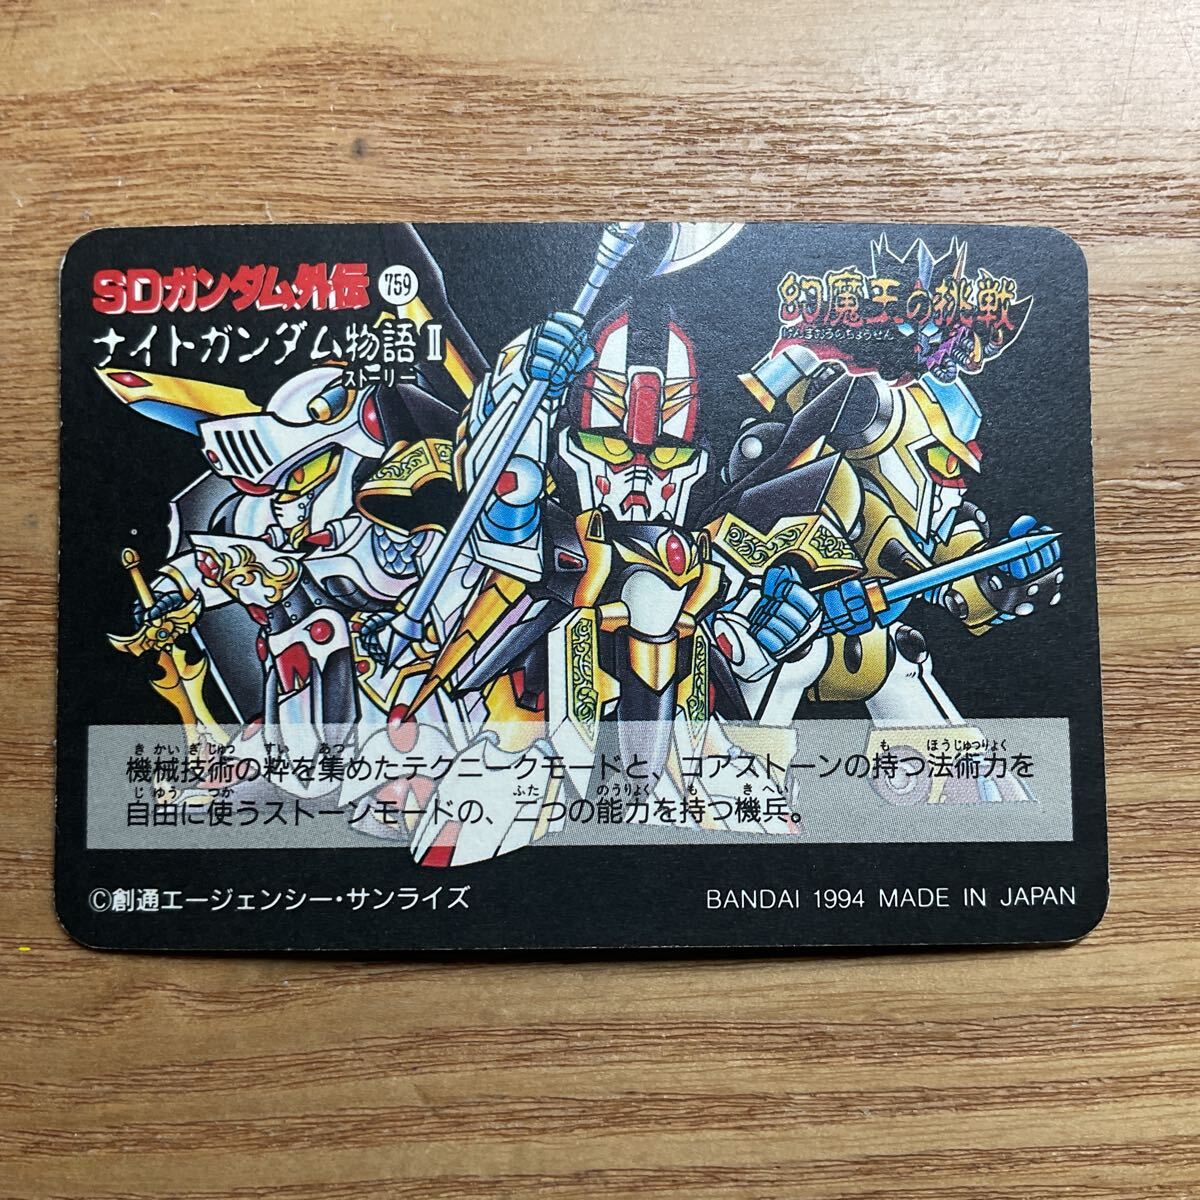 SDガンダム外伝 759
ナイトガンダム物語II
ストーリー
幻魔王の挑戦
げんまおうのちょうせん
きかいぎじゅつ すい あつ も ほうじゅつりょく
機械技術の粋を集めたテクニークモードと、コアストーンの持つ法術力を
じゆう つか ふた のうりょく も きへい
自由に使うストーンモードの、二つの能力を持つ機兵。
©創通エージェンシー・サンライズ
BANDAI 1994 MADE IN JAPAN